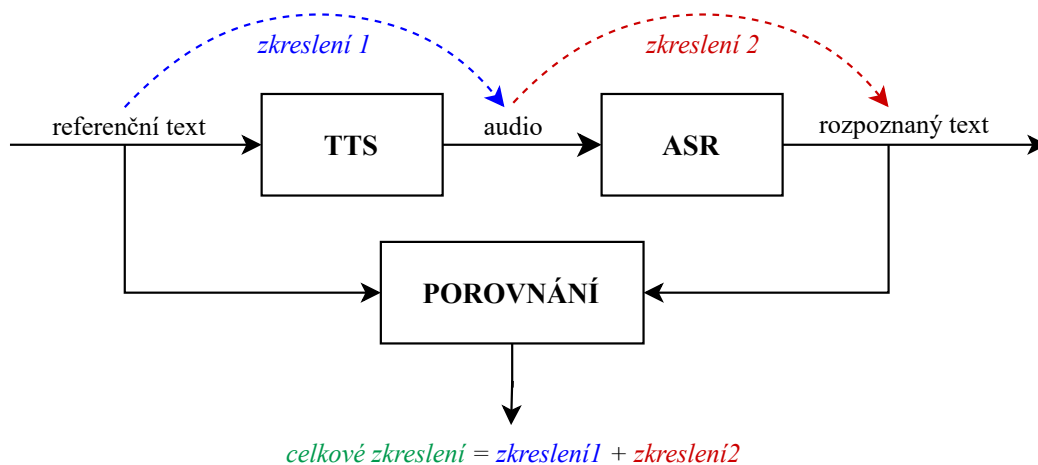 zkreslení 1
zkreslení 2
referenční text
TTS
audio
ASR
rozpoznaný text
POROVNÁNÍ
celkové zkreslení = zkreslení1 + zkreslení2